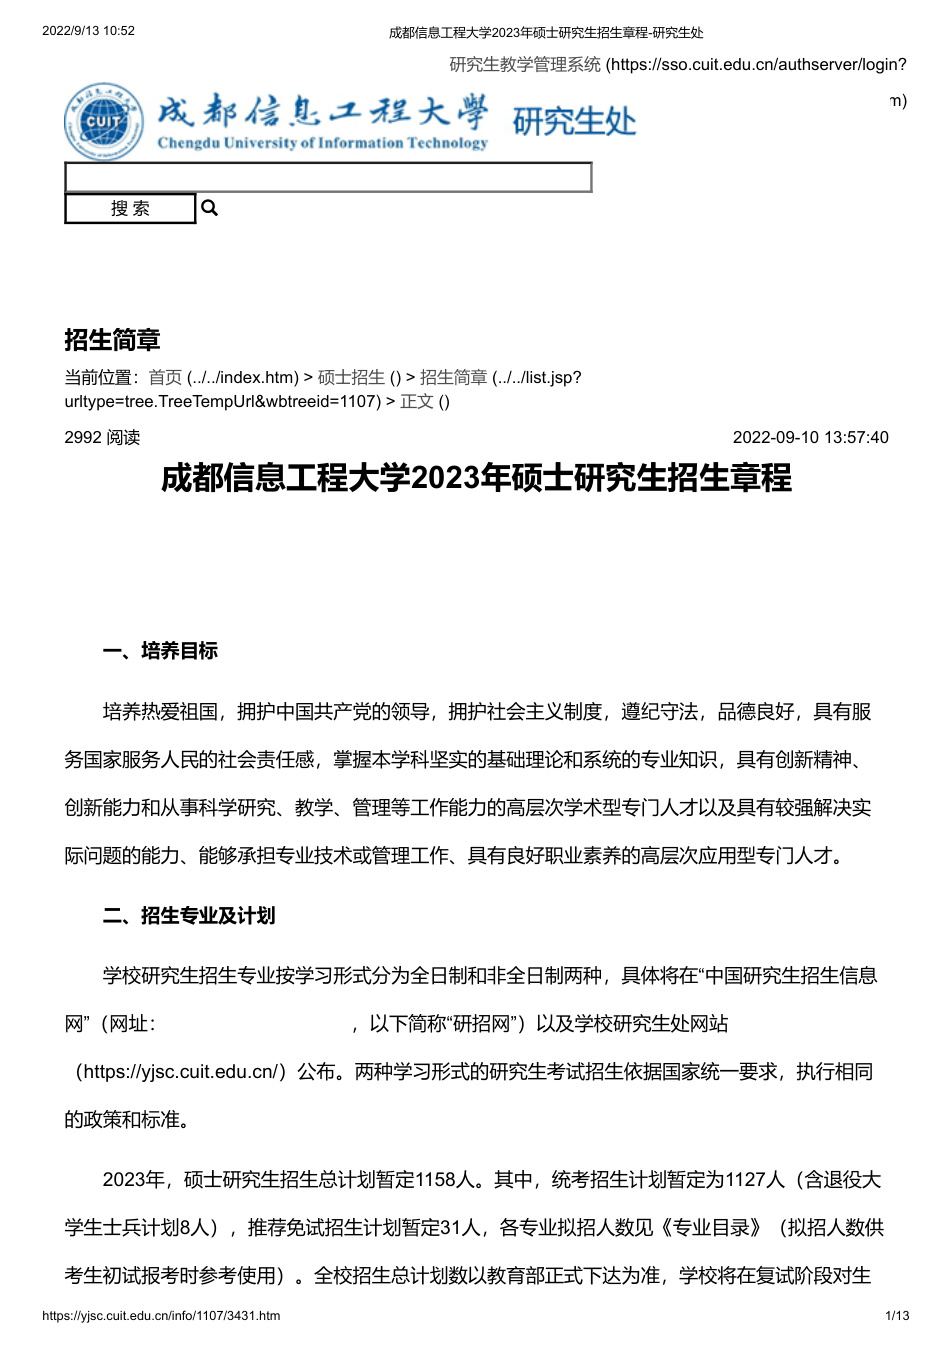 2022/9/13 10:52
成都信息工程大学2023年硕士研究生招生章程-研究生处
研究生教学管理系统 (https://sso.cuit.edu.cn/authserver/login?
m)
CUIT
成都信息工程大學
Chengdu University of Information Technology
研究生处
搜 索
招生简章
当前位置：首页 (../../index.htm) > 硕士招生 () > 招生简章 (../../list.jsp?
urltype=tree.TreeTempUrl&wbtreeid=1107) > 正文 ()
2992 阅读
2022-09-10 13:57:40
成都信息工程大学2023年硕士研究生招生章程
一、培养目标
培养热爱祖国，拥护中国共产党的领导，拥护社会主义制度，遵纪守法，品德良好，具有服
务国家服务人民的社会责任感，掌握本学科坚实的基础理论和系统的专业知识，具有创新精神、
创新能力和从事科学研究、教学、管理等工作能力的高层次学术型专门人才以及具有较强解决实
际问题的能力、能够承担专业技术或管理工作、具有良好职业素养的高层次应用型专门人才。
二、招生专业及计划
学校研究生招生专业按学习形式分为全日制和非全日制两种，具体将在“中国研究生招生信息
网”（网址： ，以下简称“研招网”）以及学校研究生处网站
（https://yjsc.cuit.edu.cn/）公布。两种学习形式的研究生考试招生依据国家统一要求，执行相同
的政策和标准。
2023年，硕士研究生招生总计划暂定1158人。其中，统考招生计划暂定为1127人（含退役大
学生士兵计划8人），推荐免试招生计划暂定31人，各专业拟招人数见《专业目录》（拟招人数供
考生初试报考时参考使用）。全校招生总计划数以教育部正式下达为准，学校将在复试阶段对生
https://yjsc.cuit.edu.cn/info/1107/3431.htm
1/13